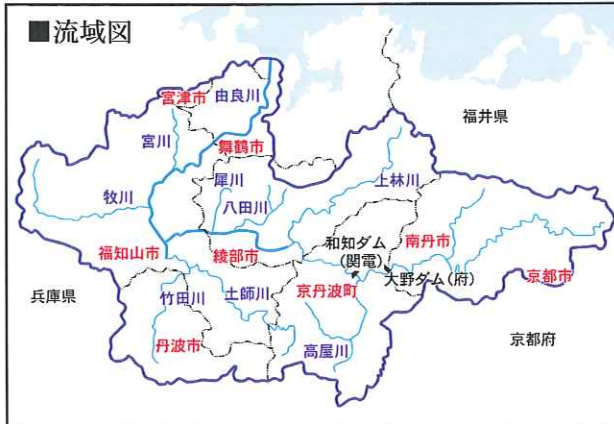 ■流域図
宮津市
由良川
福井県
宮川
舞鶴市
犀川
上林川
牧川
八田川
和知ダム
(関電)
南丹市
福知山市
綾部市
大野ダム(府)
京都市
兵庫県
竹田川
土師川
京丹波町
丹波市
高屋川
京都府